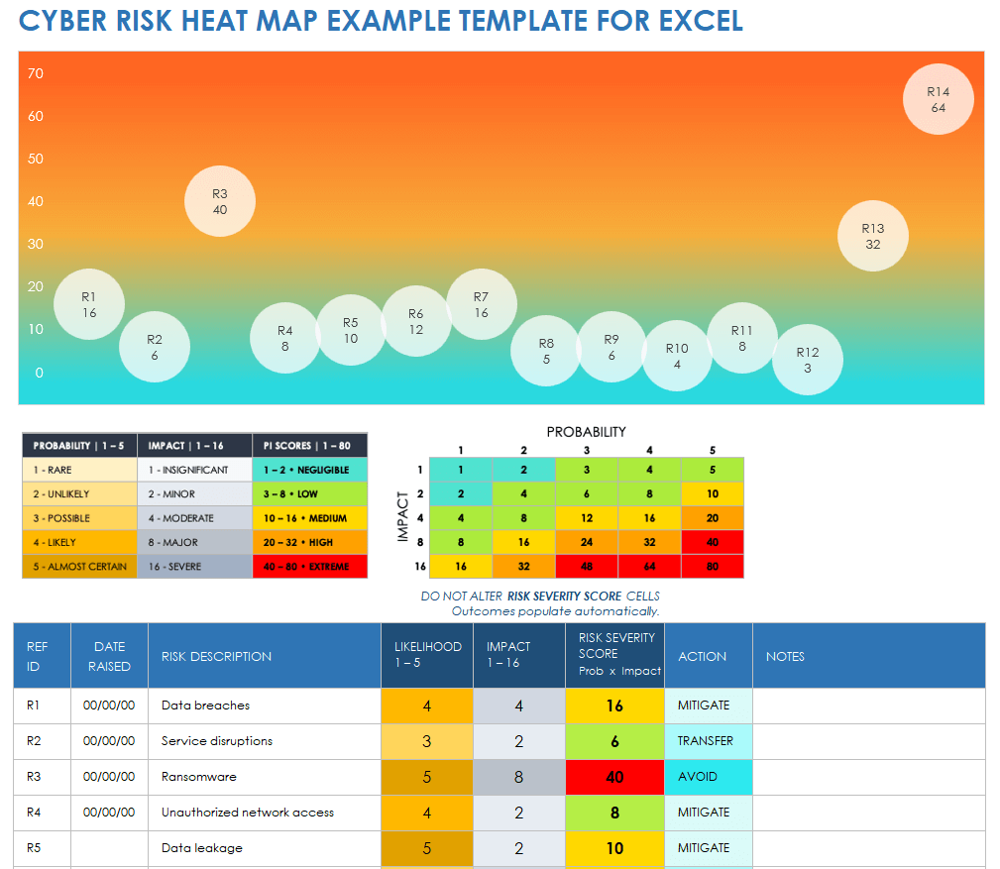 CYBER RISK HEAT MAP EXAMPLE TEMPLATE FOR EXCEL
70
60
50
40
30
20
10
0
R1
16
R2
6
R3
40
R4
8
R5
10
R6
12
R7
16
R8
5
R9
6
R10
4
R11
8
R12
3
R13
32
R14
64
PROBABILITY | 1 – 5 IMPACT | 1 – 16 PI SCORES | 1 – 80
1 - RARE 1 - INSIGNIFICANT 1 – 2 • NEGLIGIBLE
2 - UNLIKELY 2 - MINOR 3 – 8 • LOW
3 - POSSIBLE 4 - MODERATE 10 – 16 • MEDIUM
4 - LIKELY 8 - MAJOR 20 – 32 • HIGH
5 - ALMOST CERTAIN 16 - SEVERE 40 – 80 • EXTREME
PROBABILITY
1 2 3 4 5
IMPACT
1 1 2 3 4 5
2 2 4 6 8 10
4 4 8 12 16 20
8 8 16 24 32 40
16 16 32 48 64 80
DO NOT ALTER RISK SEVERITY SCORE CELLS
Outcomes populate automatically.
REF ID DATE RAISED RISK DESCRIPTION LIKELIHOOD 1 – 5 IMPACT 1 – 16 RISK SEVERITY SCORE Prob x Impact ACTION NOTES
R1 00/00/00 Data breaches 4 4 16 MITIGATE
R2 00/00/00 Service disruptions 3 2 6 TRANSFER
R3 00/00/00 Ransomware 5 8 40 AVOID
R4 00/00/00 Unauthorized network access 4 2 8 MITIGATE
R5 Data leakage 5 2 10 MITIGATE